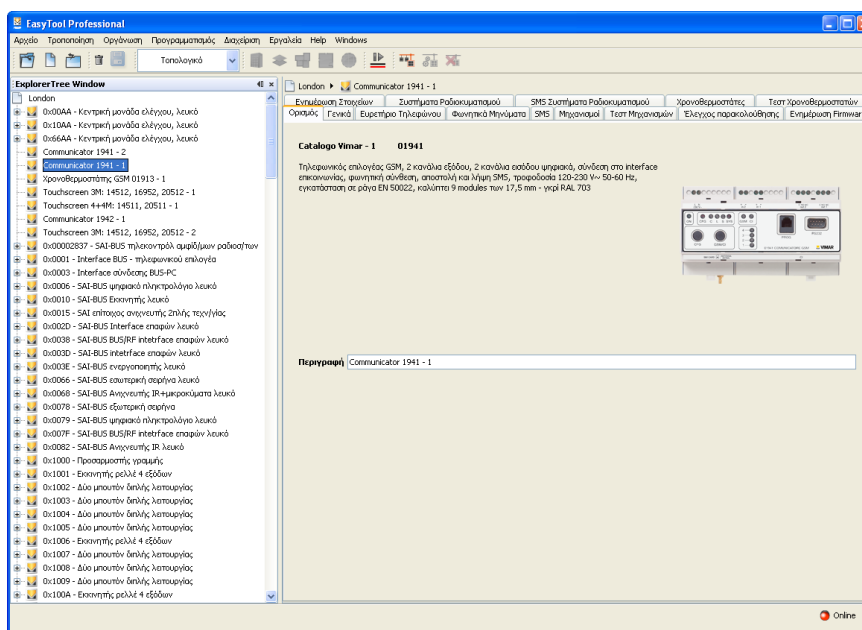 EasyTool Professional
Αρχείο Τροποποίηση Οργάνωση Προγραμματισμός Διαχείριση Εργαλεία Help Windows
Τοπολογικό
ExplorerTree Window
London
0x00AA - Κεντρική μονάδα ελέγχου, λευκό
0x10AA - Κεντρική μονάδα ελέγχου, λευκό
0x66AA - Κεντρική μονάδα ελέγχου, λευκό
Communicator 1941 - 2
Communicator 1941 - 1
Χρονοθερμοστάτης GSM 01913 - 1
Touchscreen 3M: 14512, 16952, 20512 - 1
Touchscreen 4+4M: 14511, 20511 - 1
Communicator 1942 - 1
Touchscreen 3M: 14512, 16952, 20512 - 2
0x00002837 - SAI-BUS τηλεκοντρόλ αμφίδ/μων ραδιοσ/των
0x0001 - Interface BUS - τηλεφωνικού επιλογέα
0x0003 - Interface σύνδεσης BUS-PC
0x0006 - SAI-BUS ψηφιακό πληκτρολόγιο λευκό
0x0010 - SAI-BUS Εκκινητής λευκό
0x0015 - SAI επίτοιχος ανιχνευτής 2πλής τεχν/γίας
0x002D - SAI-BUS Interface επαφών λευκό
0x0038 - SAI-BUS BUS/RF intetrface επαφών λευκό
0x003D - SAI-BUS intetrface επαφών λευκό
0x003E - SAI-BUS ενεργοποιητής λευκό
0x0066 - SAI-BUS εσωτερική σειρήνα λευκό
0x0068 - SAI-BUS Ανιχνευτής IR+μικροκύματα λευκό
0x0078 - SAI-BUS εξωτερική σειρήνα
0x0079 - SAI-BUS ψηφιακό πληκτρολόγιο λευκό
0x007F - SAI-BUS BUS/RF intetrface επαφών λευκό
0x0082 - SAI-BUS Ανιχνευτής IR λευκό
0x1000 - Προσαρμοστής γραμμής
0x1001 - Εκκινητής ρελλέ 4 εξόδων
0x1002 - Δύο μπουτόν διπλής λειτουργίας
0x1003 - Δύο μπουτόν διπλής λειτουργίας
0x1004 - Δύο μπουτόν διπλής λειτουργίας
0x1005 - Δύο μπουτόν διπλής λειτουργίας
0x1006 - Εκκινητής ρελλέ 4 εξόδων
0x1007 - Δύο μπουτόν διπλής λειτουργίας
0x1008 - Δύο μπουτόν διπλής λειτουργίας
0x1009 - Δύο μπουτόν διπλής λειτουργίας
0x100A - Εκκινητής ρελλέ 4 εξόδων
London Communicator 1941 - 1
Ενημέρωση Στοιχείων Συστήματα Ραδιοκυματισμού SMS Συστήματα Ραδιοκυματισμού Χρονοθερμοστάτες Τεστ Χρονοθερμοστατών
Ορισμός Γενικά Ευρετήριο Τηλεφώνου Φωνητικά Μηνύματα SMS Μηχανισμοί Τεστ Μηχανισμών Έλεγχος παρακολούθησης Ενημέρωση Firmwar
Catalogo Vimar - 1 01941
Τηλεφωνικός επιλογέας GSM, 2 κανάλια εξόδου, 2 κανάλια εισόδου ψηφιακά, σύνδεση στο interface
επικοινωνίας, φωνητική σύνθεση, αποστολή και λήψη SMS, τροφοδοσία 120-230 V~ 50-60 Hz,
εγκατάσταση σε ράγα EN 50022, καλύπτει 9 modules των 17,5 mm - γκρί RAL 703
VIMAR
Περιγραφή Communicator 1941 - 1
Online